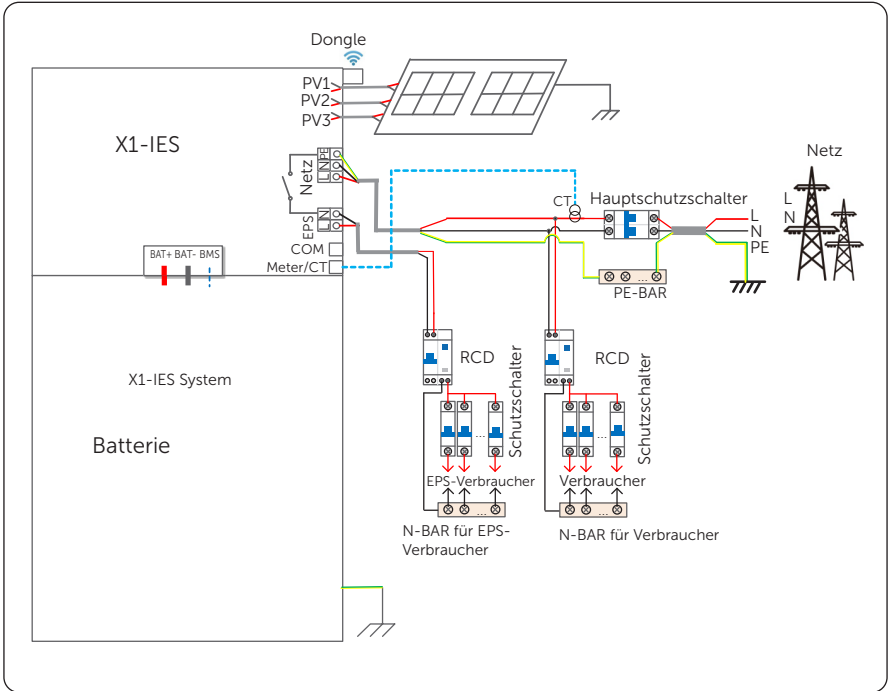 Dongle
PV1
PV2
PV3
X1-IES
Netz
L N PE
EPS
L N
COM
Meter/CT
BAT+ BAT- BMS
CT
Hauptschutzschalter
Netz
L
N
L
N
PE
PE-BAR
...
X1-IES System
Batterie
RCD
Schutzschalter
...
EPS-Verbraucher
...
N-BAR für EPS-
Verbraucher
RCD
Schutzschalter
...
Verbraucher
...
N-BAR für Verbraucher